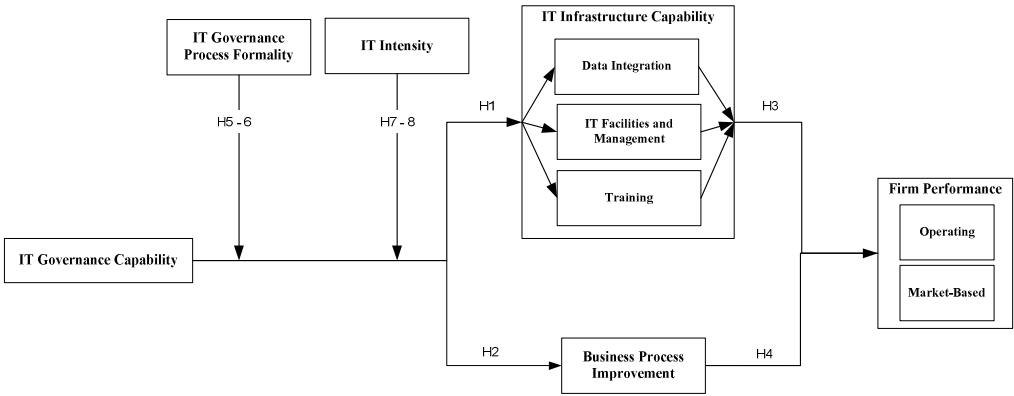 IT Governance
Process Formality
IT Intensity
IT Infrastructure Capability
Data Integration
IT Facilities and
Management
Training
H5 - 6
H7 - 8
H1
H3
Firm Performance
Operating
Market-Based
IT Governance Capability
H2
Business Process
Improvement
H4